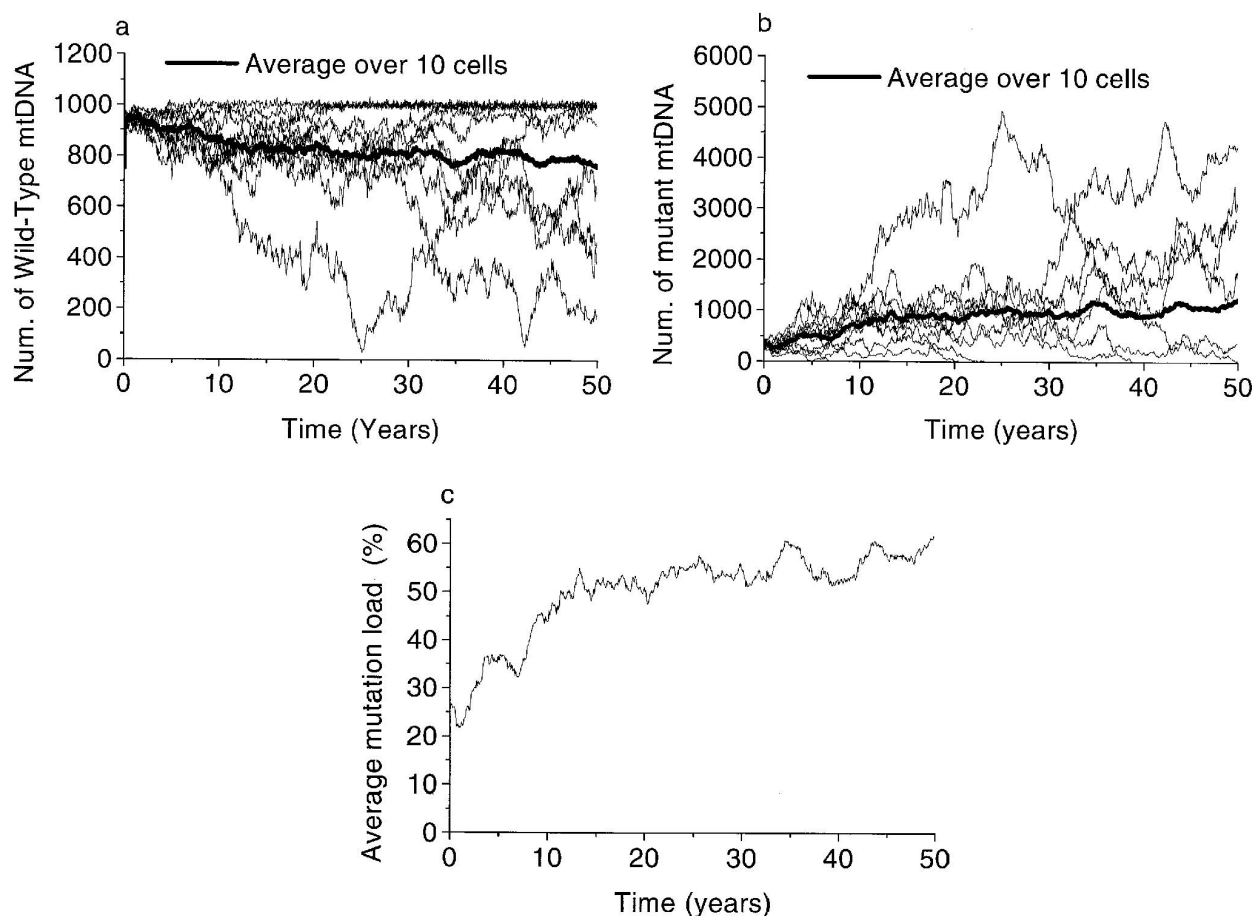 a
1200
1000
800
600
400
200
0
Num. of Wild-Type mtDNA
Average over 10 cells
0 10 20 30 40 50
Time (Years)
b
6000
5000
4000
3000
2000
1000
0
Num. of mutant mtDNA
Average over 10 cells
0 10 20 30 40 50
Time (years)
c
60
50
40
30
20
10
0
Average mutation load (%)
0 10 20 30 40 50
Time (years)